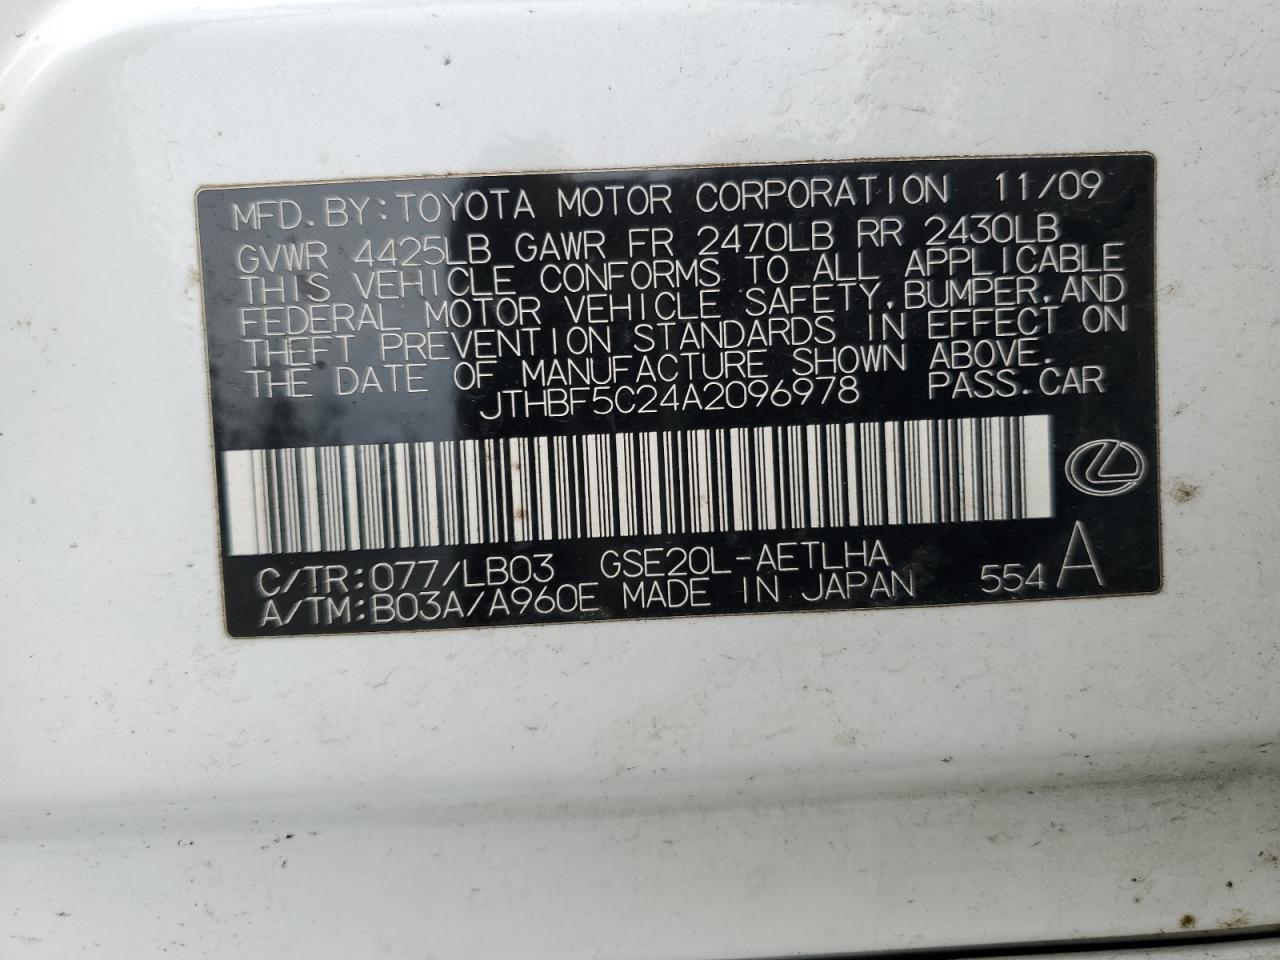 MFD. BY: TOYOTA MOTOR CORPORATION 11/09
GVWR 4425LB GAWR FR 2470LB RR 2430LB
THIS VEHICLE CONFORMS TO ALL APPLICABLE
FEDERAL MOTOR VEHICLE SAFETY, BUMPER, AND
THEFT PREVENTION STANDARDS IN EFFECT ON
THE DATE OF MANUFACTURE SHOWN ABOVE.
JTHBF5C24A2096978 PASS. CAR
C/TR: 077/LB03 GSE20L-AETLHA
A/TM: B03A/A960E MADE IN JAPAN 554 A